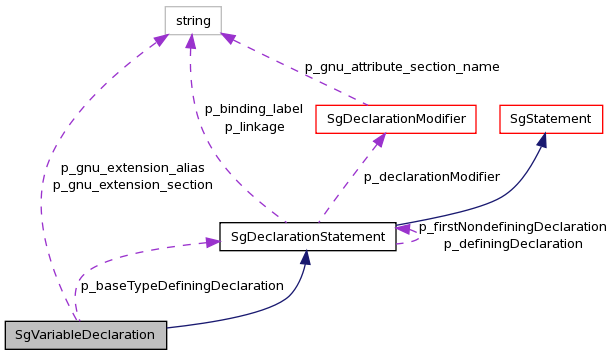 string
p_gnu_attribute_section_name
p_binding_label
p_linkage
SgDeclarationModifier
SgStatement
p_gnu_extension_alias
p_gnu_extension_section
p_declarationModifier
SgDeclarationStatement
p_firstNondefiningDeclaration
p_definingDeclaration
p_baseTypeDefiningDeclaration
SgVariableDeclaration